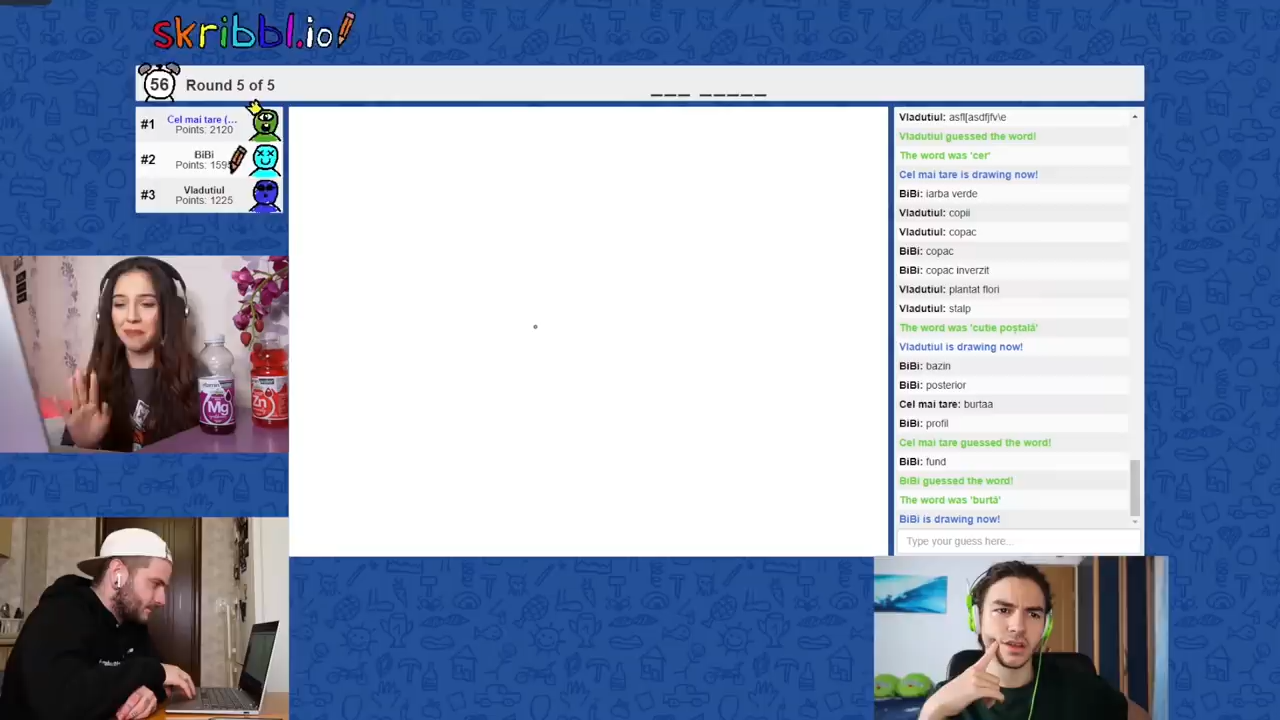 skribbl.io
56
Round 5 of 5
___ _____
#1
Cel mai tare (...
Points: 2120
#2
BiBi
Points: 1595
#3
Vladutiul
Points: 1225
Vladutiul: asfl[asdf]fv\e
Vladutiul guessed the word!
The word was 'cer'
Cel mai tare is drawing now!
BiBi: iarba verde
Vladutiul: copii
Vladutiul: copac
BiBi: copac
BiBi: copac inverzit
Vladutiul: plantat flori
Vladutiul: stalp
The word was 'cutie poștală'
Vladutiul is drawing now!
BiBi: bazin
BiBi: posterior
Cel mai tare: burtaa
BiBi: profil
Cel mai tare guessed the word!
BiBi: fund
BiBi guessed the word!
The word was 'burtă'
BiBi is drawing now!
Type your guess here...
Mg
Zn